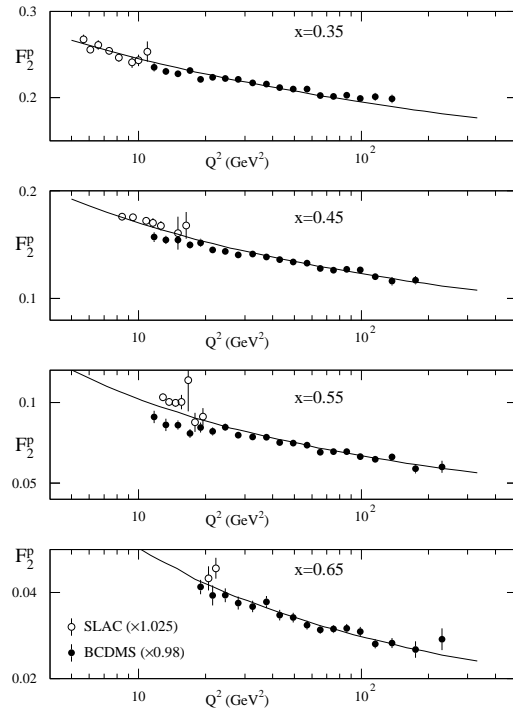 0.3
x=0.35
F₂ᵖ
0.2
10
10²
Q² (GeV²)
0.2
x=0.45
F₂ᵖ
0.1
10
10²
Q² (GeV²)
x=0.55
0.1
F₂ᵖ
0.05
10
10²
Q² (GeV²)
F₂ᵖ
x=0.65
0.04
SLAC (×1.025)
BCDMS (×0.98)
0.02
10
10²
Q² (GeV²)